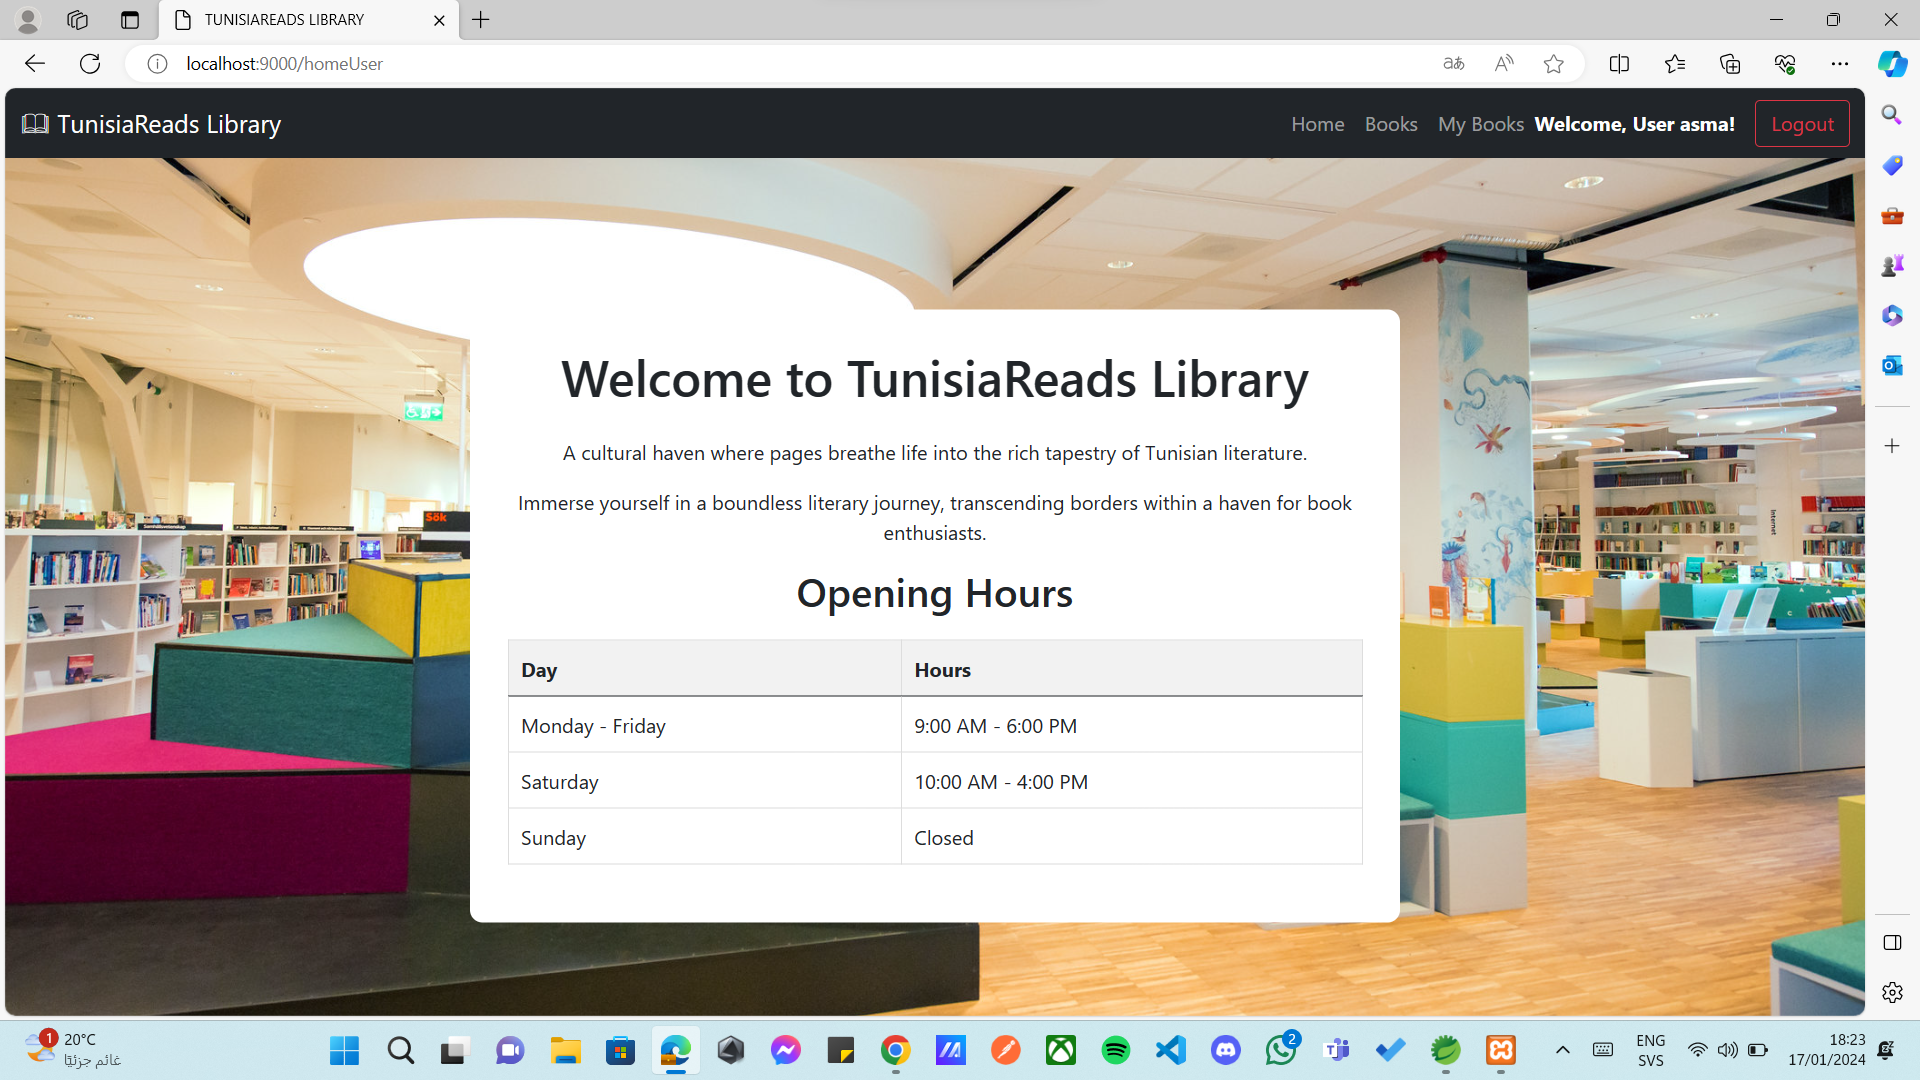 TUNISIAREADS LIBRARY
localhost:9000/homeUser
TunisiaReads Library
Home
Books
My Books
Welcome, User asma!
Logout
Welcome to TunisiaReads Library
A cultural haven where pages breathe life into the rich tapestry of Tunisian literature.
Immerse yourself in a boundless literary journey, transcending borders within a haven for book
enthusiasts.
Sök
Internet
Opening Hours
Day Hours
Monday - Friday 9:00 AM - 6:00 PM
Saturday 10:00 AM - 4:00 PM
Sunday Closed
1
20°C
غائم جزئيًا
2
ENG
SVS
18:23
17/01/2024